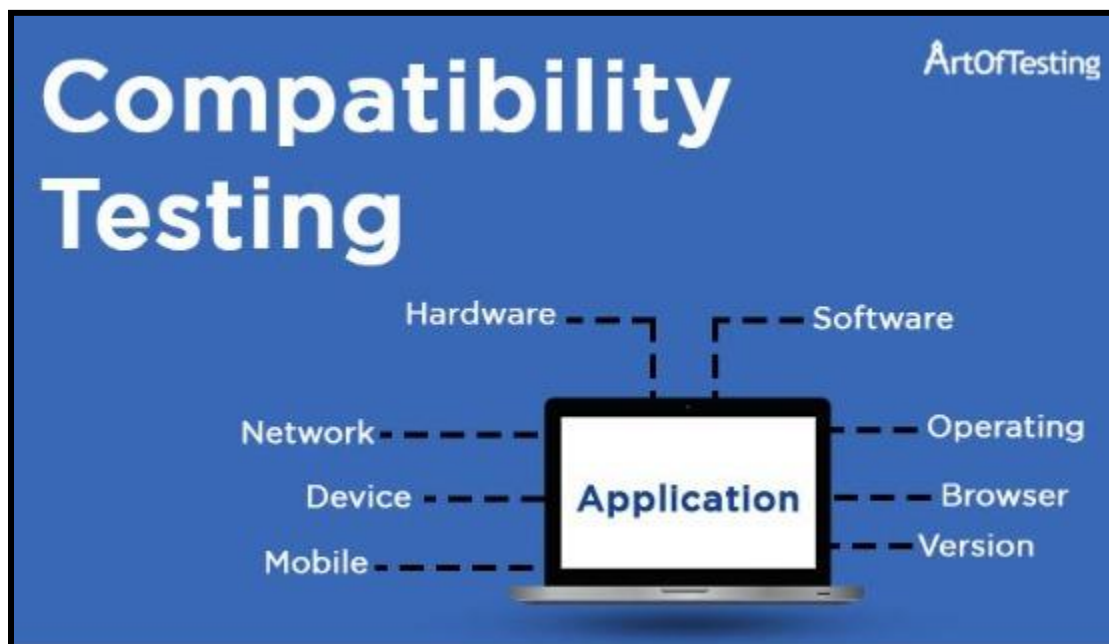 Compatibility
Testing
ArtOfTesting
Hardware
Software
Network
Operating
Device
Application
Browser
Mobile
Version